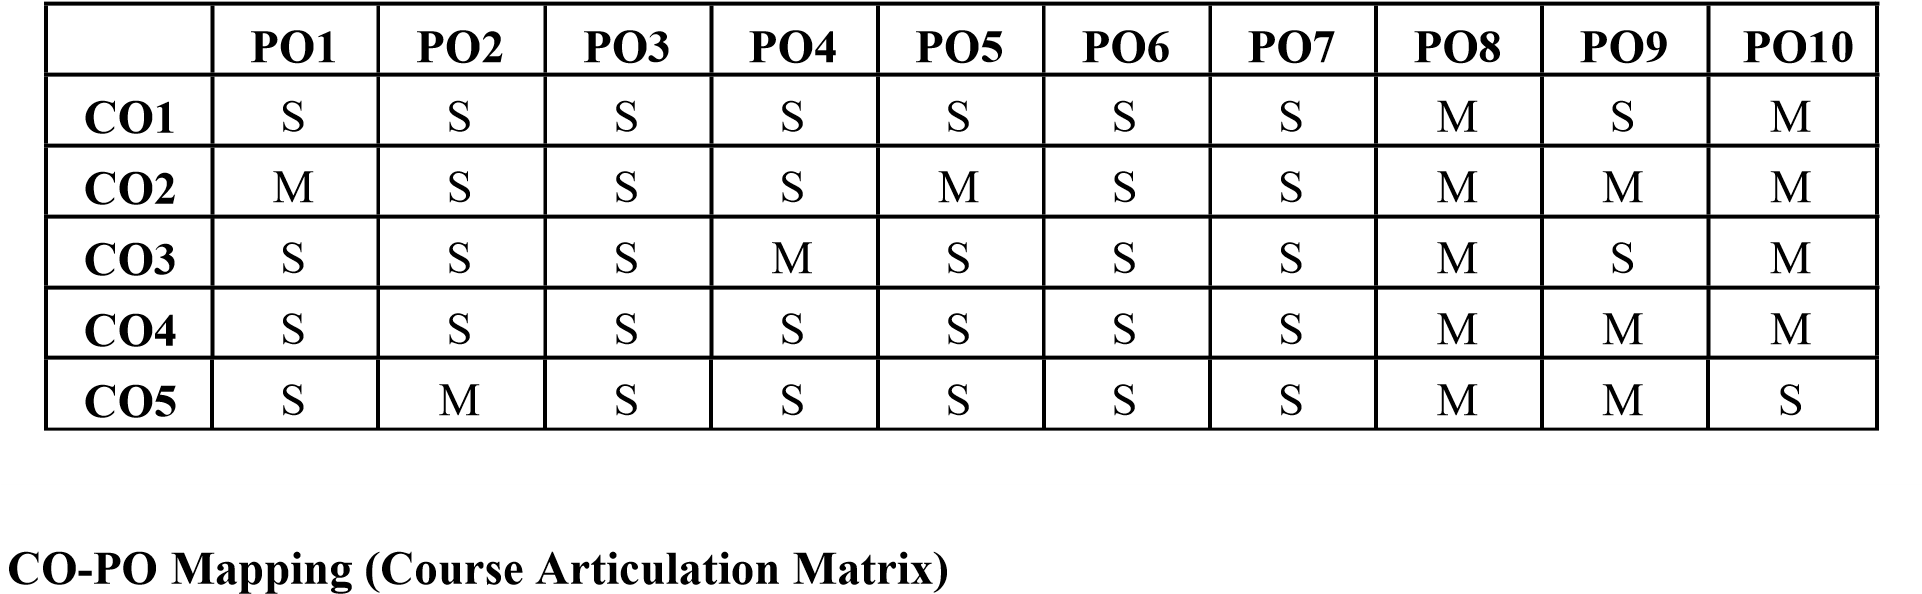 PO1 PO2 PO3 PO4 PO5 PO6 PO7 PO8 PO9 PO10
CO1 S S S S S S S M S M
CO2 M S S S M S S M M M
CO3 S S S M S S S M S M
CO4 S S S S S S S M M M
CO5 S M S S S S S M M S
CO-PO Mapping (Course Articulation Matrix)